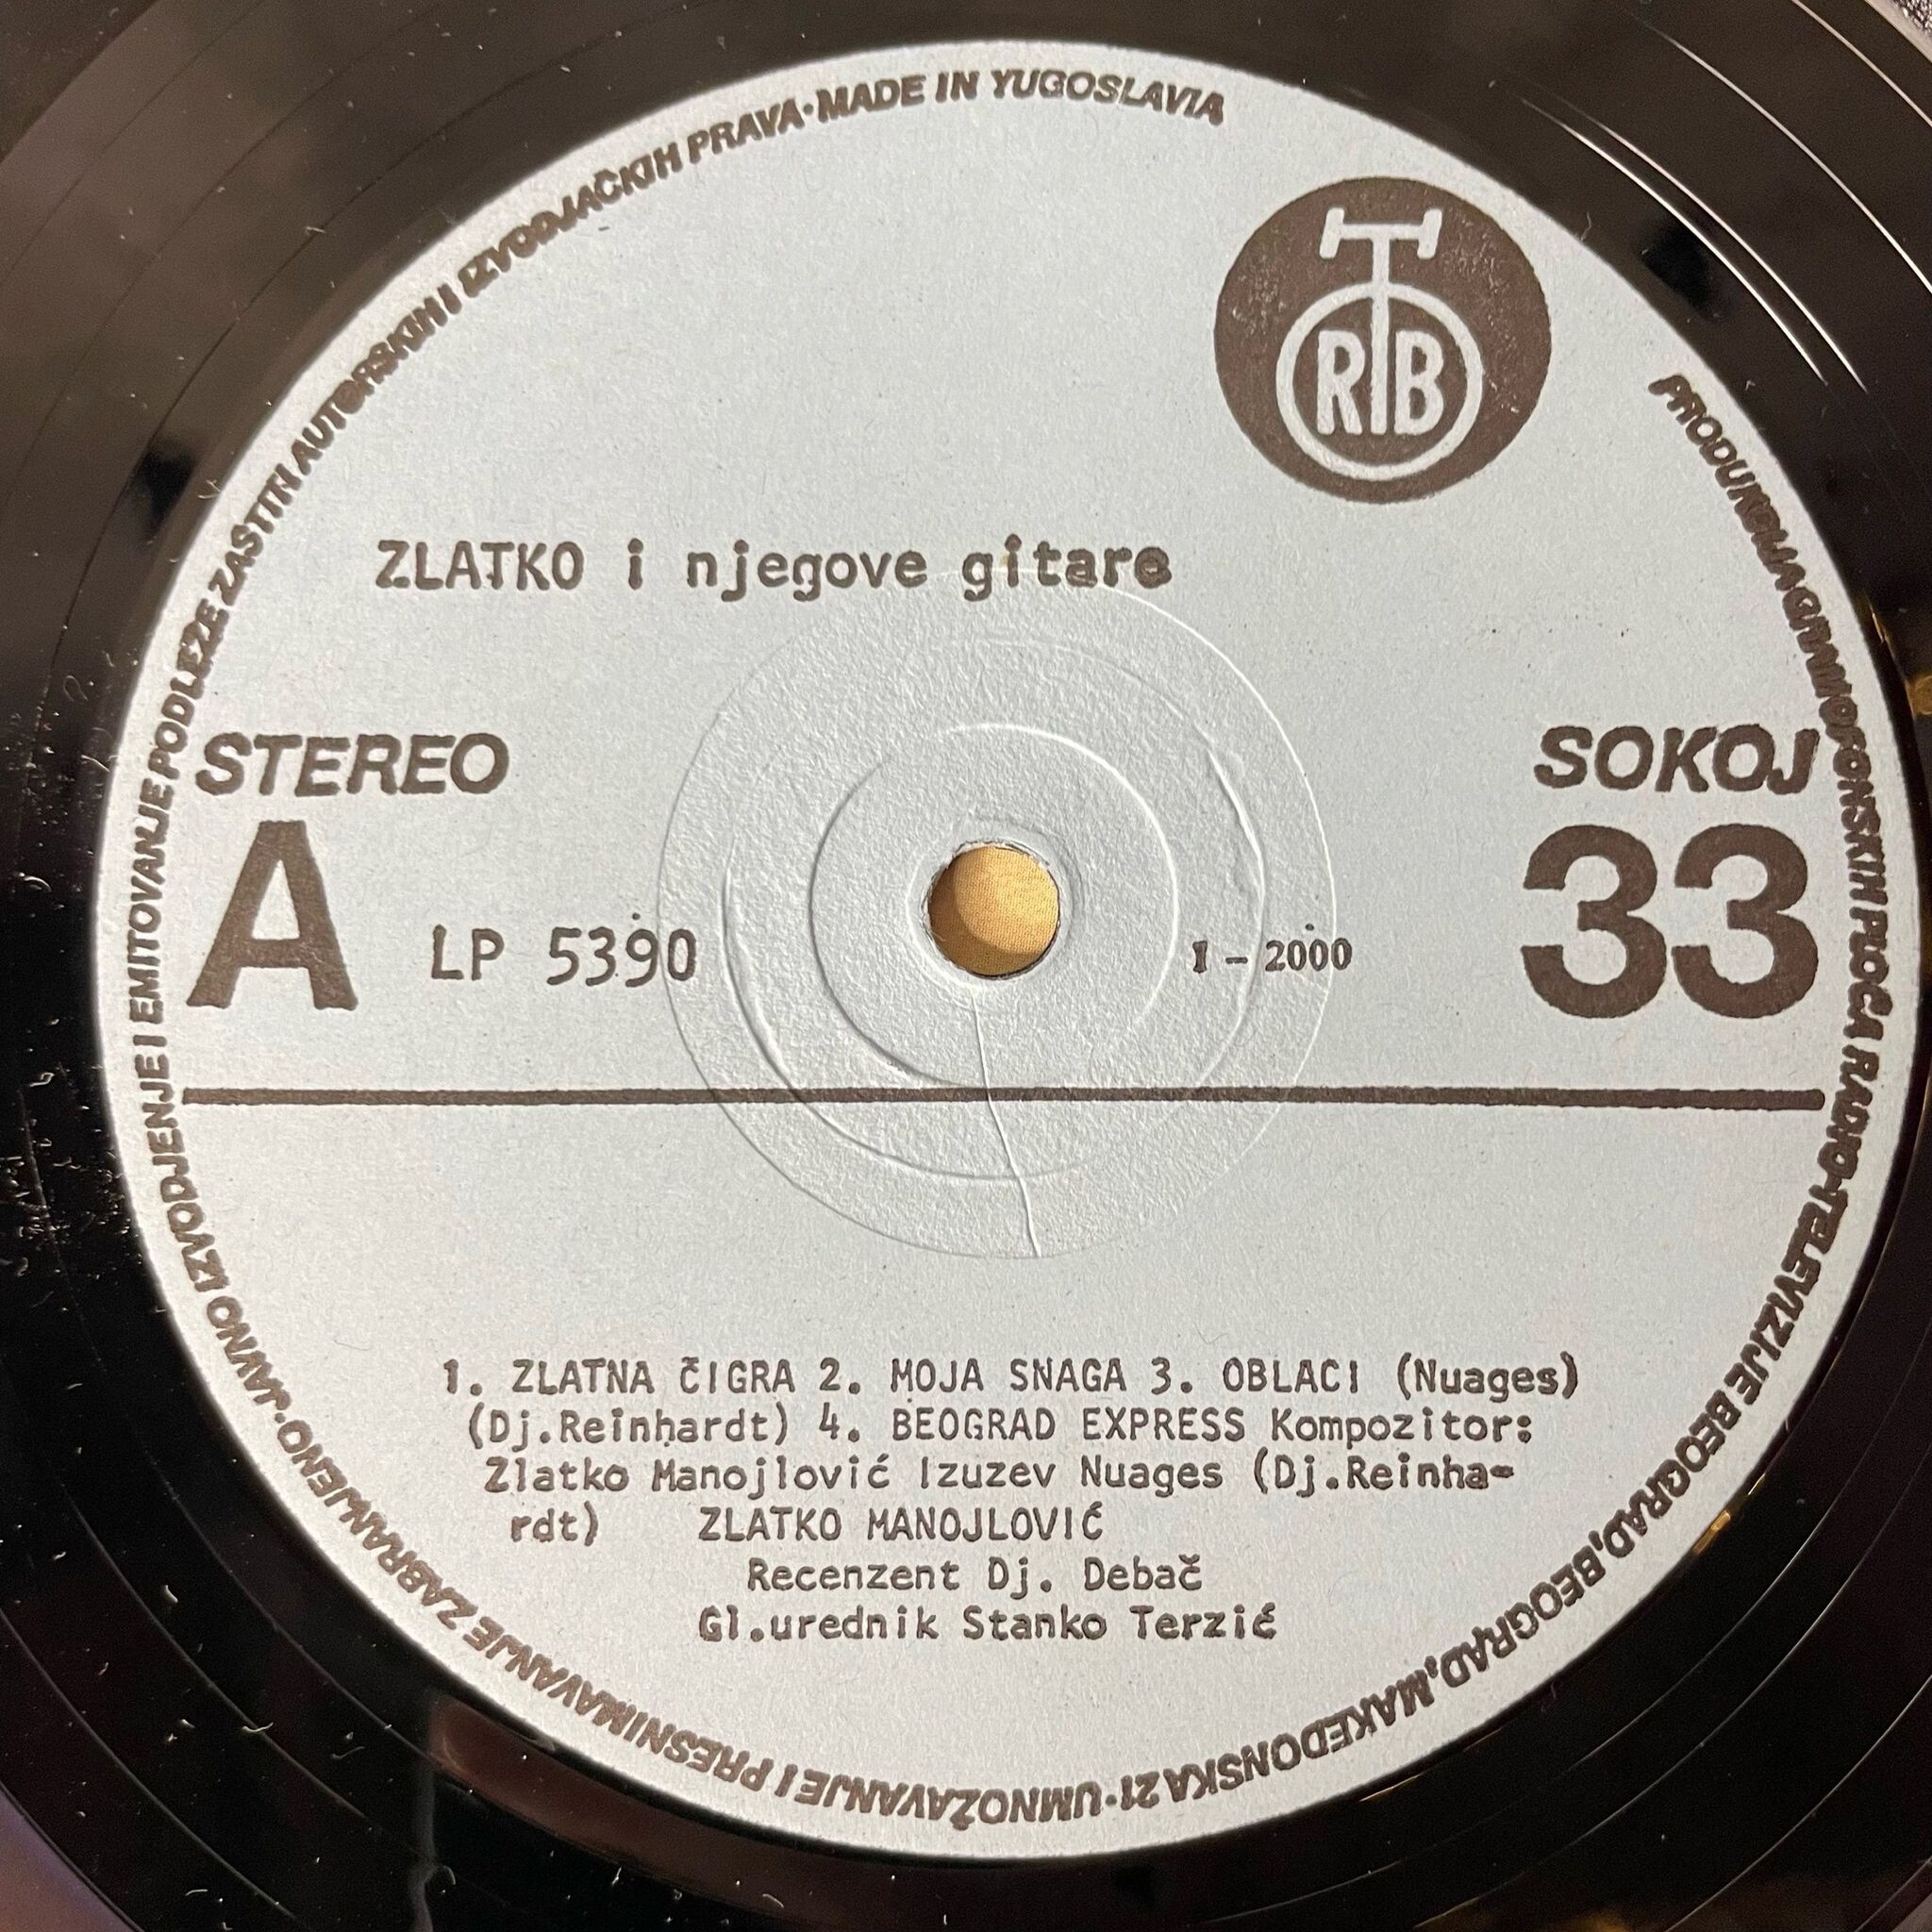 PRODUKCIJA GRAMOFONSKIH PLOČA RADIO-TELEVIZIJE BEOGRAD, BEOGRAD, MAKEDONSKA 21 · UMNOŽAVANJE I PRESNIMAVANJE ZABRANJENO · JAVNO IZVODJENJE I EMITOVANJE PODLEŽE ZAŠTITI AUTORSKIH I IZVODJAČKIH PRAVA · MADE IN YUGOSLAVIA
RTB
ZLATKO i njegove gitare
STEREO
SOKOJ
A
LP 5390
I - 2000
33
1. ZLATNA ČIGRA 2. MOJA SNAGA 3. OBLACI (Nuages)
(Dj.Reinhardt) 4. BEOGRAD EXPRESS Kompozitor:
Zlatko Manojlović Izuzev Nuages (Dj.Reinha-
rdt) ZLATKO MANOJLOVIĆ
Recenzent Dj. Debač
Gl.urednik Stanko Terzić